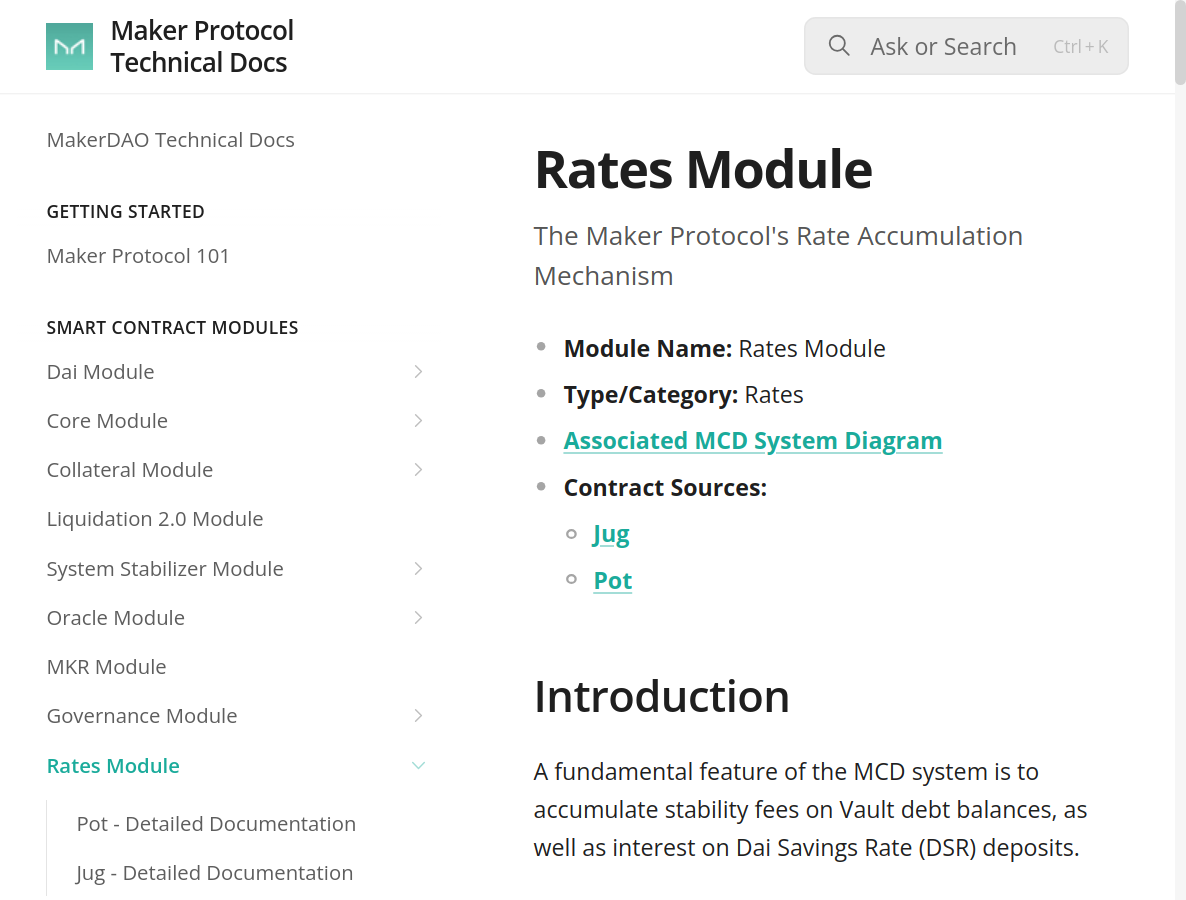 Maker Protocol
Technical Docs
Ask or Search
Ctrl + K
MakerDAO Technical Docs
GETTING STARTED
Maker Protocol 101
SMART CONTRACT MODULES
Dai Module
Core Module
Collateral Module
Liquidation 2.0 Module
System Stabilizer Module
Oracle Module
MKR Module
Governance Module
Rates Module
Pot - Detailed Documentation
Jug - Detailed Documentation
Rates Module
The Maker Protocol's Rate Accumulation
Mechanism
Module Name: Rates Module
Type/Category: Rates
Associated MCD System Diagram
Contract Sources:
Jug
Pot
Introduction
A fundamental feature of the MCD system is to
accumulate stability fees on Vault debt balances, as
well as interest on Dai Savings Rate (DSR) deposits.